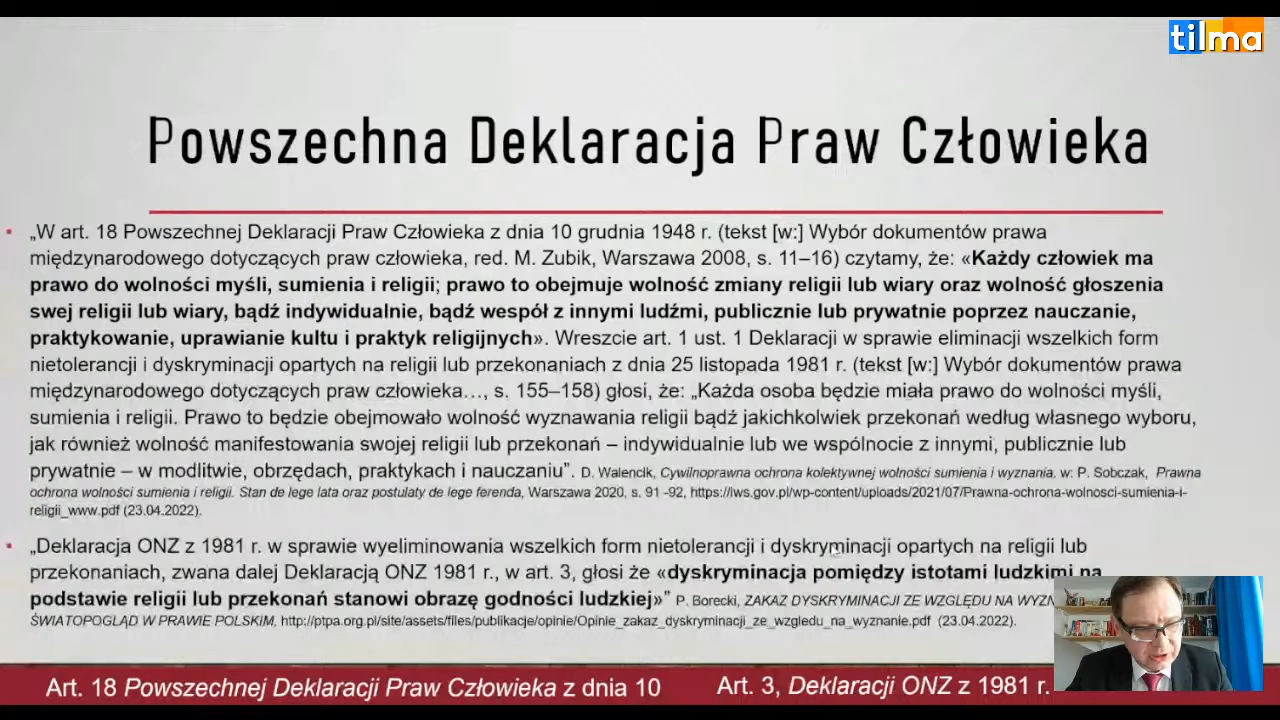 tilma
Powszechna Deklaracja Praw Człowieka
„W art. 18 Powszechnej Deklaracji Praw Człowieka z dnia 10 grudnia 1948 r. (tekst [w:] Wybór dokumentów prawa
międzynarodowego dotyczących praw człowieka, red. M. Zubik, Warszawa 2008, s. 11–16) czytamy, że: «Każdy człowiek ma
prawo do wolności myśli, sumienia i religii; prawo to obejmuje wolność zmiany religii lub wiary oraz wolność głoszenia
swej religii lub wiary, bądź indywidualnie, bądź wespół z innymi ludźmi, publicznie lub prywatnie poprzez nauczanie,
praktykowanie, uprawianie kultu i praktyk religijnych». Wreszcie art. 1 ust. 1 Deklaracji w sprawie eliminacji wszelkich form
nietolerancji i dyskryminacji opartych na religii lub przekonaniach z dnia 25 listopada 1981 r. (tekst [w:] Wybór dokumentów prawa
międzynarodowego dotyczących praw człowieka…, s. 155–158) głosi, że: „Każda osoba będzie miała prawo do wolności myśli,
sumienia i religii. Prawo to będzie obejmowało wolność wyznawania religii bądź jakichkolwiek przekonań według własnego wyboru,
jak również wolność manifestowania swojej religii lub przekonań – indywidualnie lub we wspólnocie z innymi, publicznie lub
prywatnie – w modlitwie, obrzędach, praktykach i nauczaniu”. D. Walencik, Cywilnoprawna ochrona kolektywnej wolności sumienia i wyznania, w: P. Sobczak, Prawna
ochrona wolności sumienia i religii. Stan de lege lata oraz postulaty de lege ferenda, Warszawa 2020, s. 91 -92, https://iws.gov.pl/wp-content/uploads/2021/07/Prawna-ochrona-wolnosci-sumienia-i-
religii_www.pdf (23.04.2022).
„Deklaracja ONZ z 1981 r. w sprawie wyeliminowania wszelkich form nietolerancji i dyskryminacji opartych na religii lub
przekonaniach, zwana dalej Deklaracją ONZ 1981 r., w art. 3, głosi że «dyskryminacja pomiędzy istotami ludzkimi na
podstawie religii lub przekonań stanowi obrazę godności ludzkiej»” P. Borecki, ZAKAZ DYSKRYMINACJI ZE WZGLĘDU NA
ŚWIATOPOGLĄD W PRAWIE POLSKIM, http://ptpa.org.pl/site/assets/files/publikacje/opinie/Opinie_zakaz_dyskryminacji_ze_wzgledu_na_wyznanie.pdf (23.04.2022).
Art. 18 Powszechnej Deklaracji Praw Człowieka z dnia 10
Art. 3, Deklaracji ONZ z 1981 r.